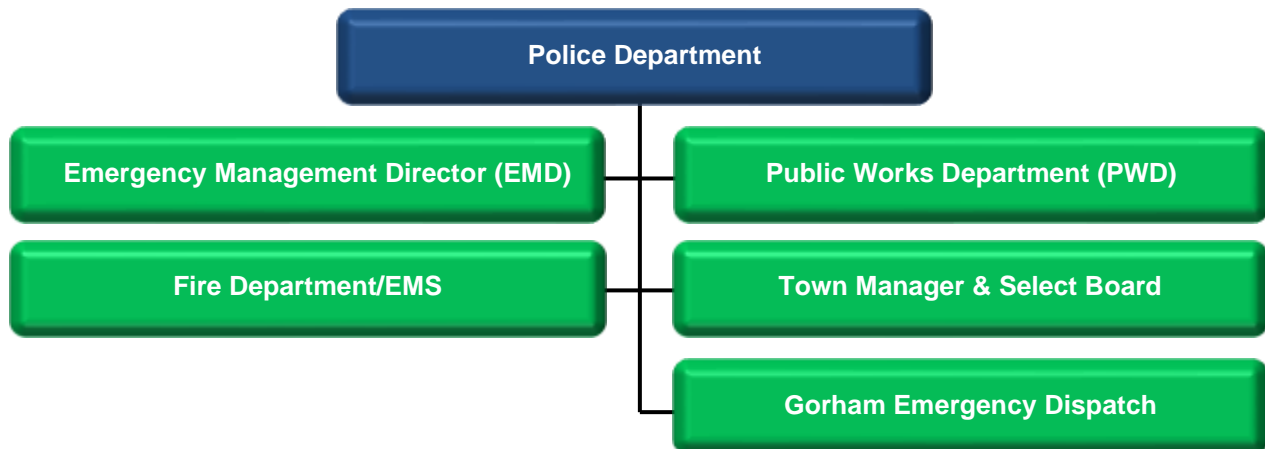 Police Department
Emergency Management Director (EMD)
Public Works Department (PWD)
Fire Department/EMS
Town Manager & Select Board
Gorham Emergency Dispatch